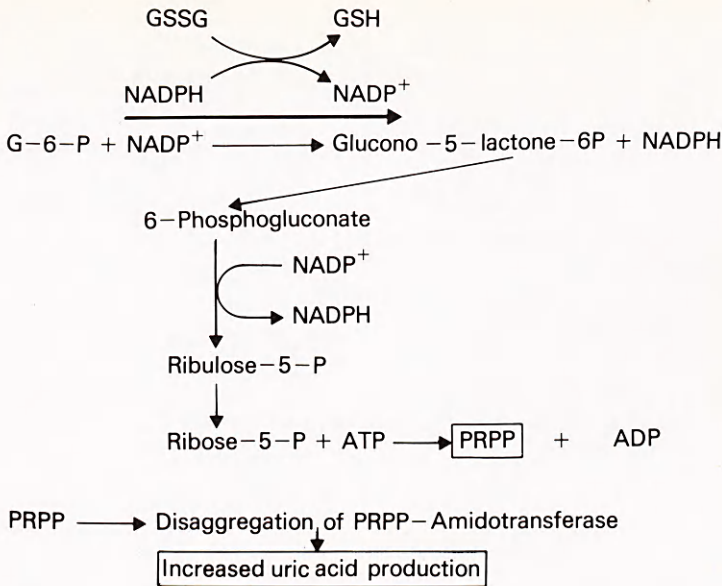 GSSG GSH
NADPH NADP+
G-6-P + NADP+ Glucono -5-lactone-6P + NADPH
6-Phosphogluconate
NADP+
NADPH
Ribulose-5-P
Ribose-5-P + ATP PRPP + ADP
PRPP Disaggregation of PRPP-Amidotransferase
Increased uric acid production